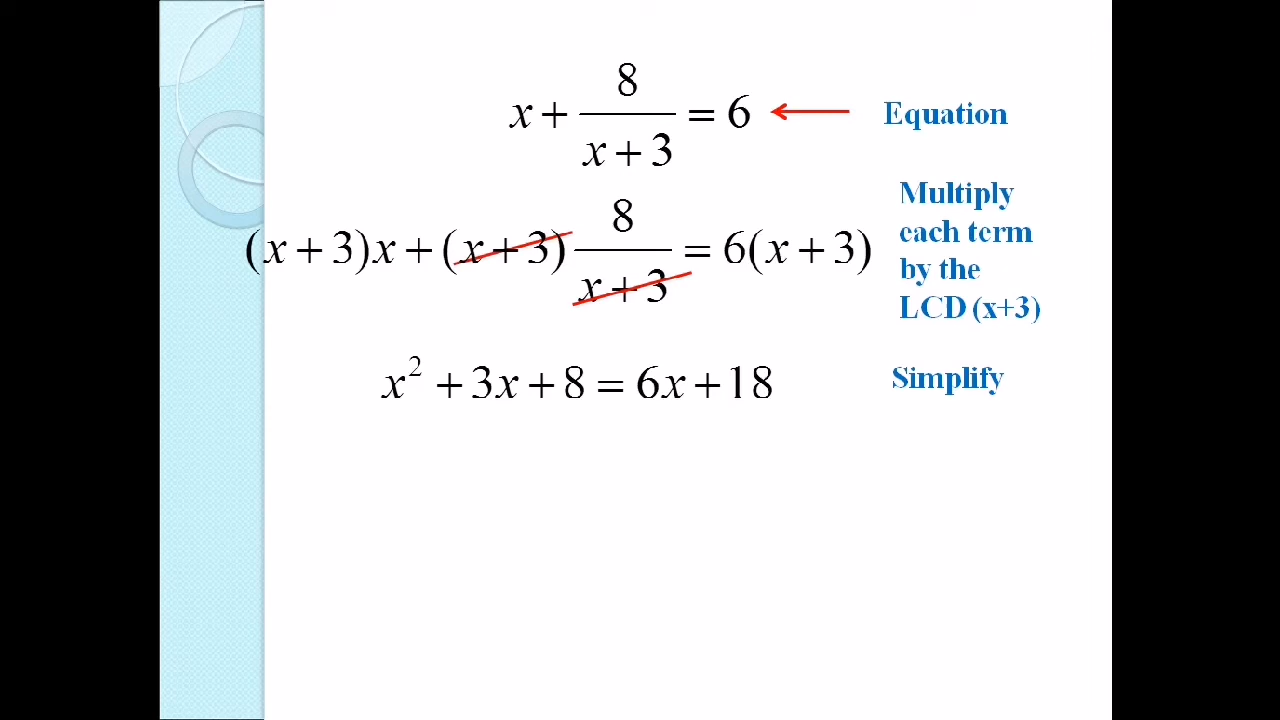 x + 8/(x + 3) = 6 Equation
(x + 3)x + (x + 3) 8/(x + 3) = 6(x + 3)
Multiply
each term
by the
LCD (x+3)
x² + 3x + 8 = 6x + 18 Simplify